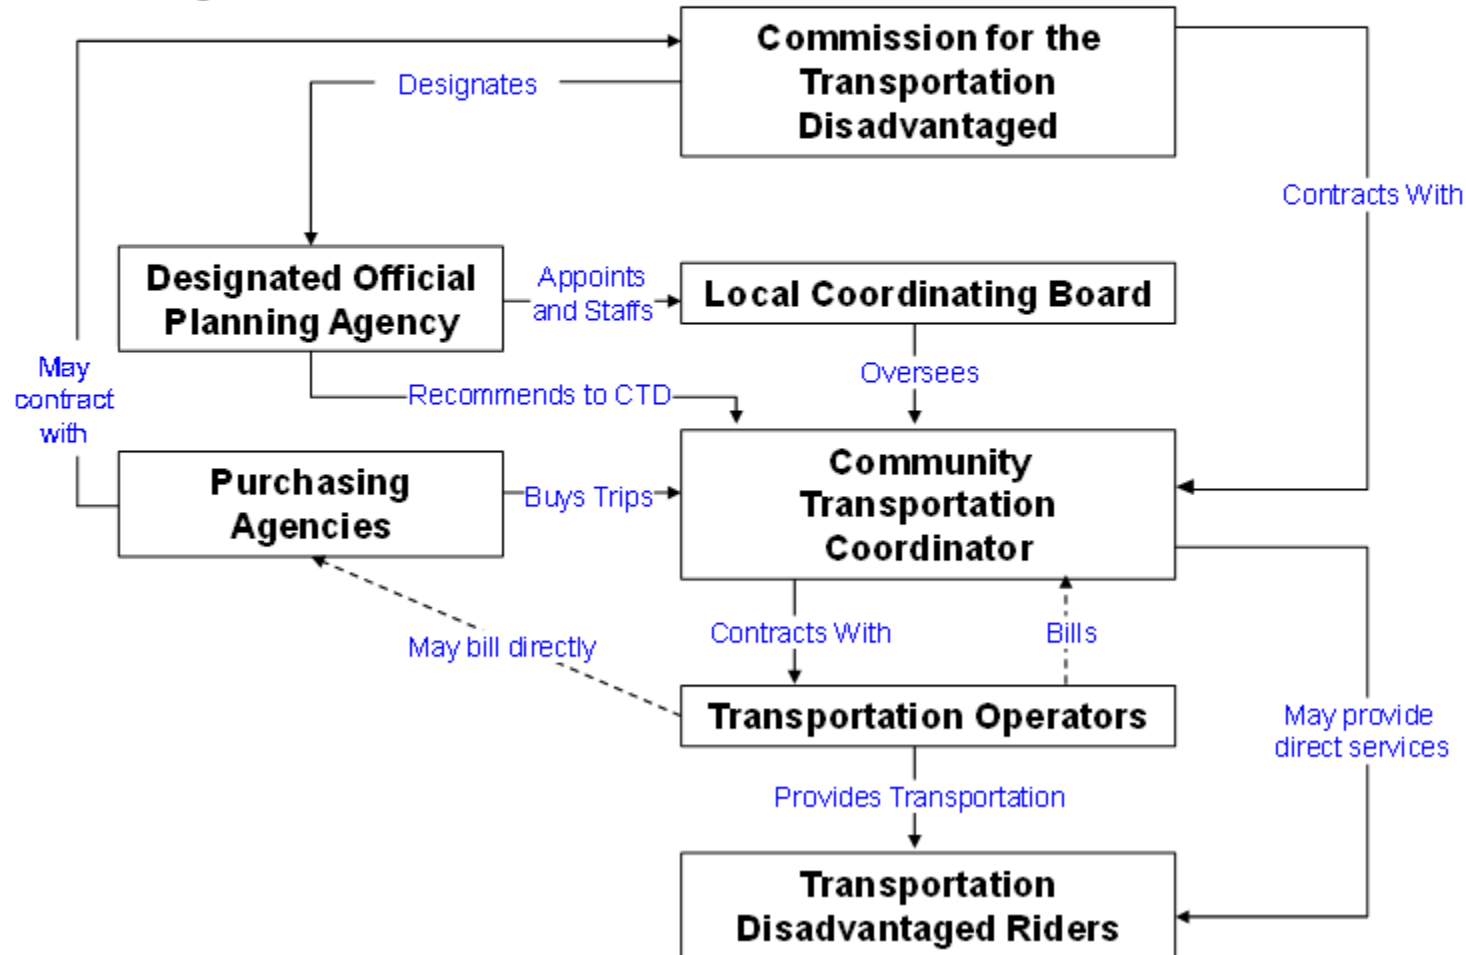 Commission for the
Transportation
Disadvantaged
Designates
Contracts With
Designated Official
Planning Agency
Appoints
and Staffs
Local Coordinating Board
May
contract
with
Recommends to CTD
Oversees
Purchasing
Agencies
Buys Trips
Community
Transportation
Coordinator
May bill directly
Contracts With
Bills
Transportation Operators
May provide
direct services
Provides Transportation
Transportation
Disadvantaged Riders